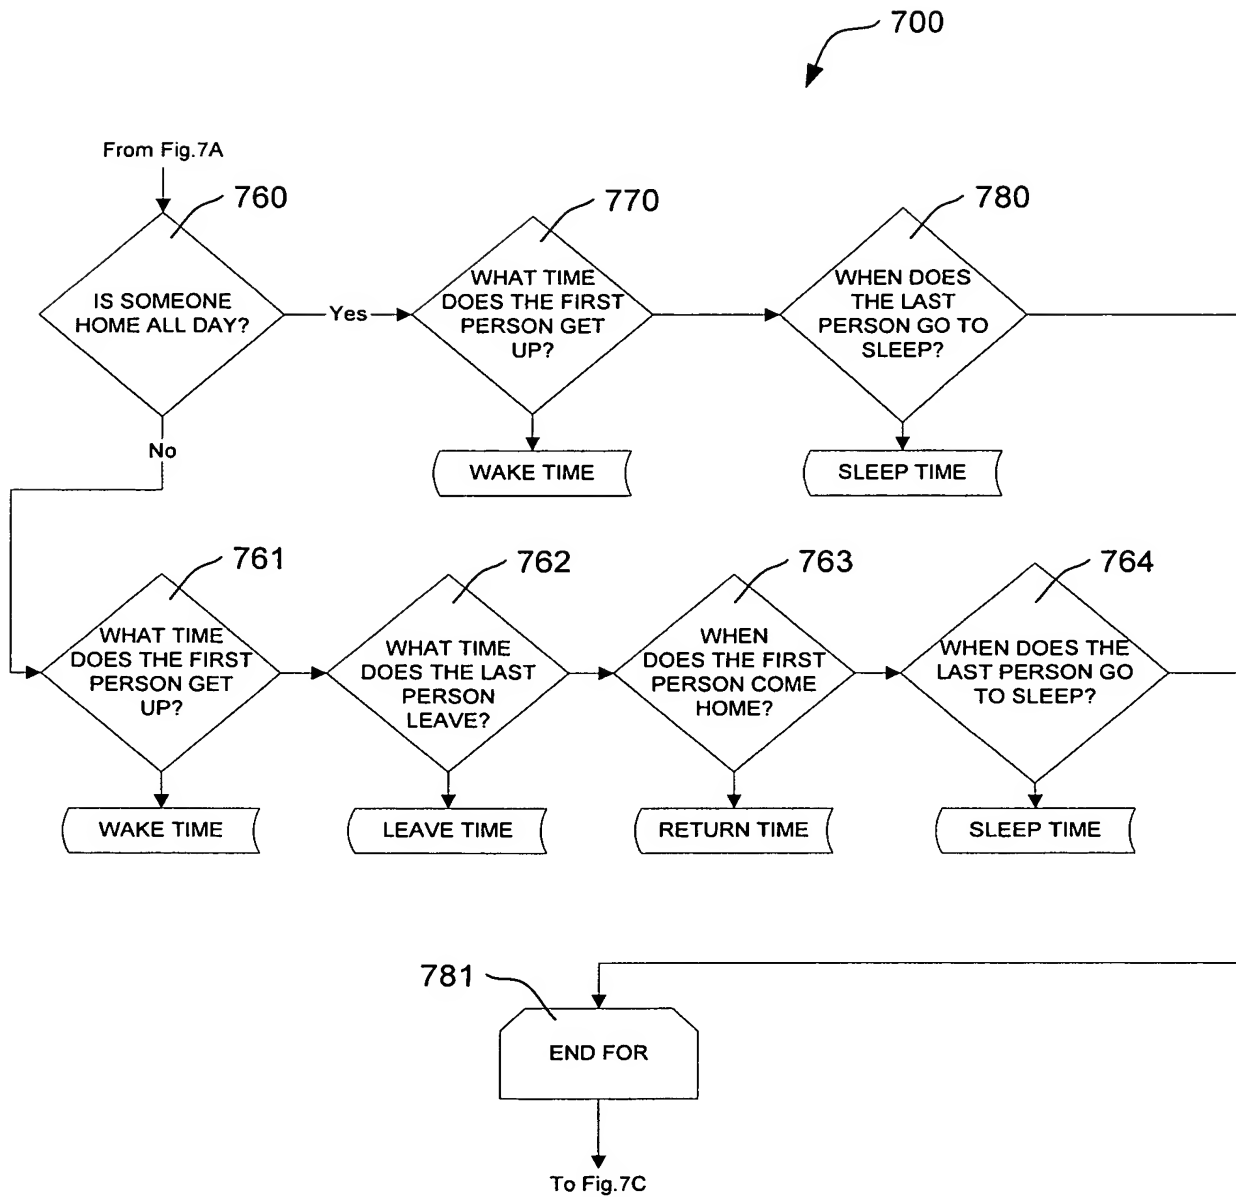 700
From Fig.7A
760
770
780
IS SOMEONE
HOME ALL DAY?
Yes
WHAT TIME
DOES THE FIRST
PERSON GET
UP?
WHEN DOES
THE LAST
PERSON GO TO
SLEEP?
No
WAKE TIME
SLEEP TIME
761
762
763
764
WHAT TIME
DOES THE FIRST
PERSON GET
UP?
WHAT TIME
DOES THE LAST
PERSON
LEAVE?
WHEN
DOES THE FIRST
PERSON COME
HOME?
WHEN DOES THE
LAST PERSON GO
TO SLEEP?
WAKE TIME
LEAVE TIME
RETURN TIME
SLEEP TIME
781
END FOR
To Fig.7C